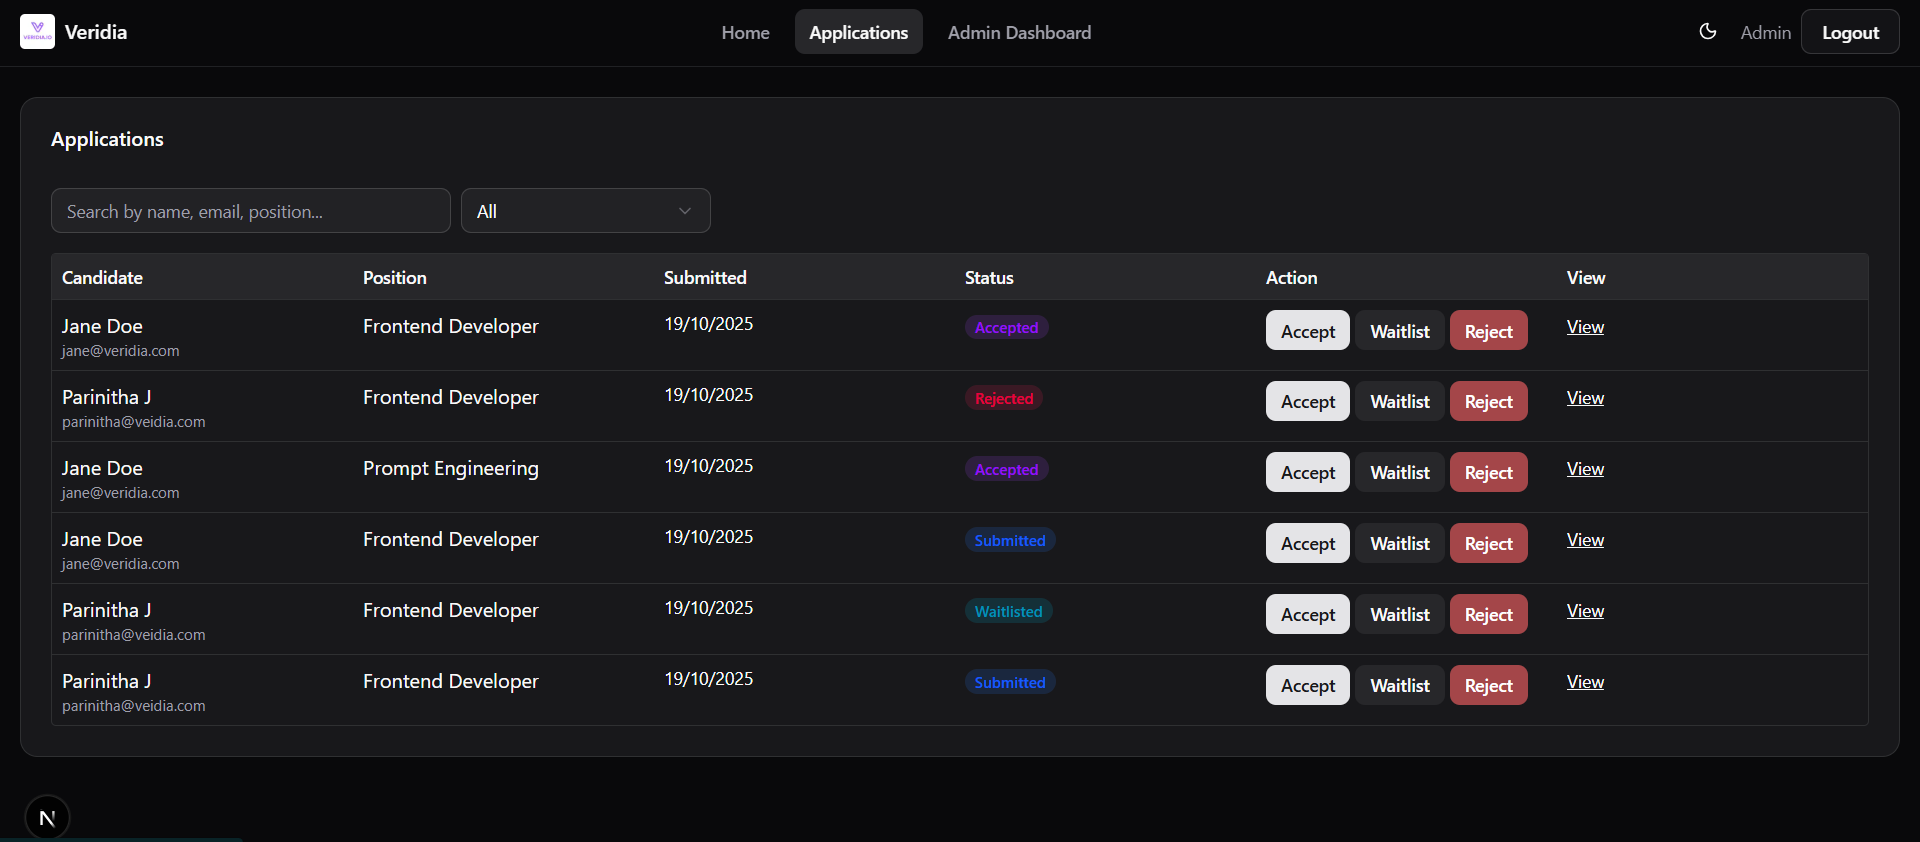 VERIDIA.IO Veridia Home Applications Admin Dashboard Admin Logout
Applications
Search by name, email, position... All
Candidate Position Submitted Status Action View
Jane Doe Frontend Developer 19/10/2025 Accepted Accept Waitlist Reject View
jane@veridia.com
Parinitha J Frontend Developer 19/10/2025 Rejected Accept Waitlist Reject View
parinitha@veidia.com
Jane Doe Prompt Engineering 19/10/2025 Accepted Accept Waitlist Reject View
jane@veridia.com
Jane Doe Frontend Developer 19/10/2025 Submitted Accept Waitlist Reject View
jane@veridia.com
Parinitha J Frontend Developer 19/10/2025 Waitlisted Accept Waitlist Reject View
parinitha@veidia.com
Parinitha J Frontend Developer 19/10/2025 Submitted Accept Waitlist Reject View
parinitha@veidia.com
N